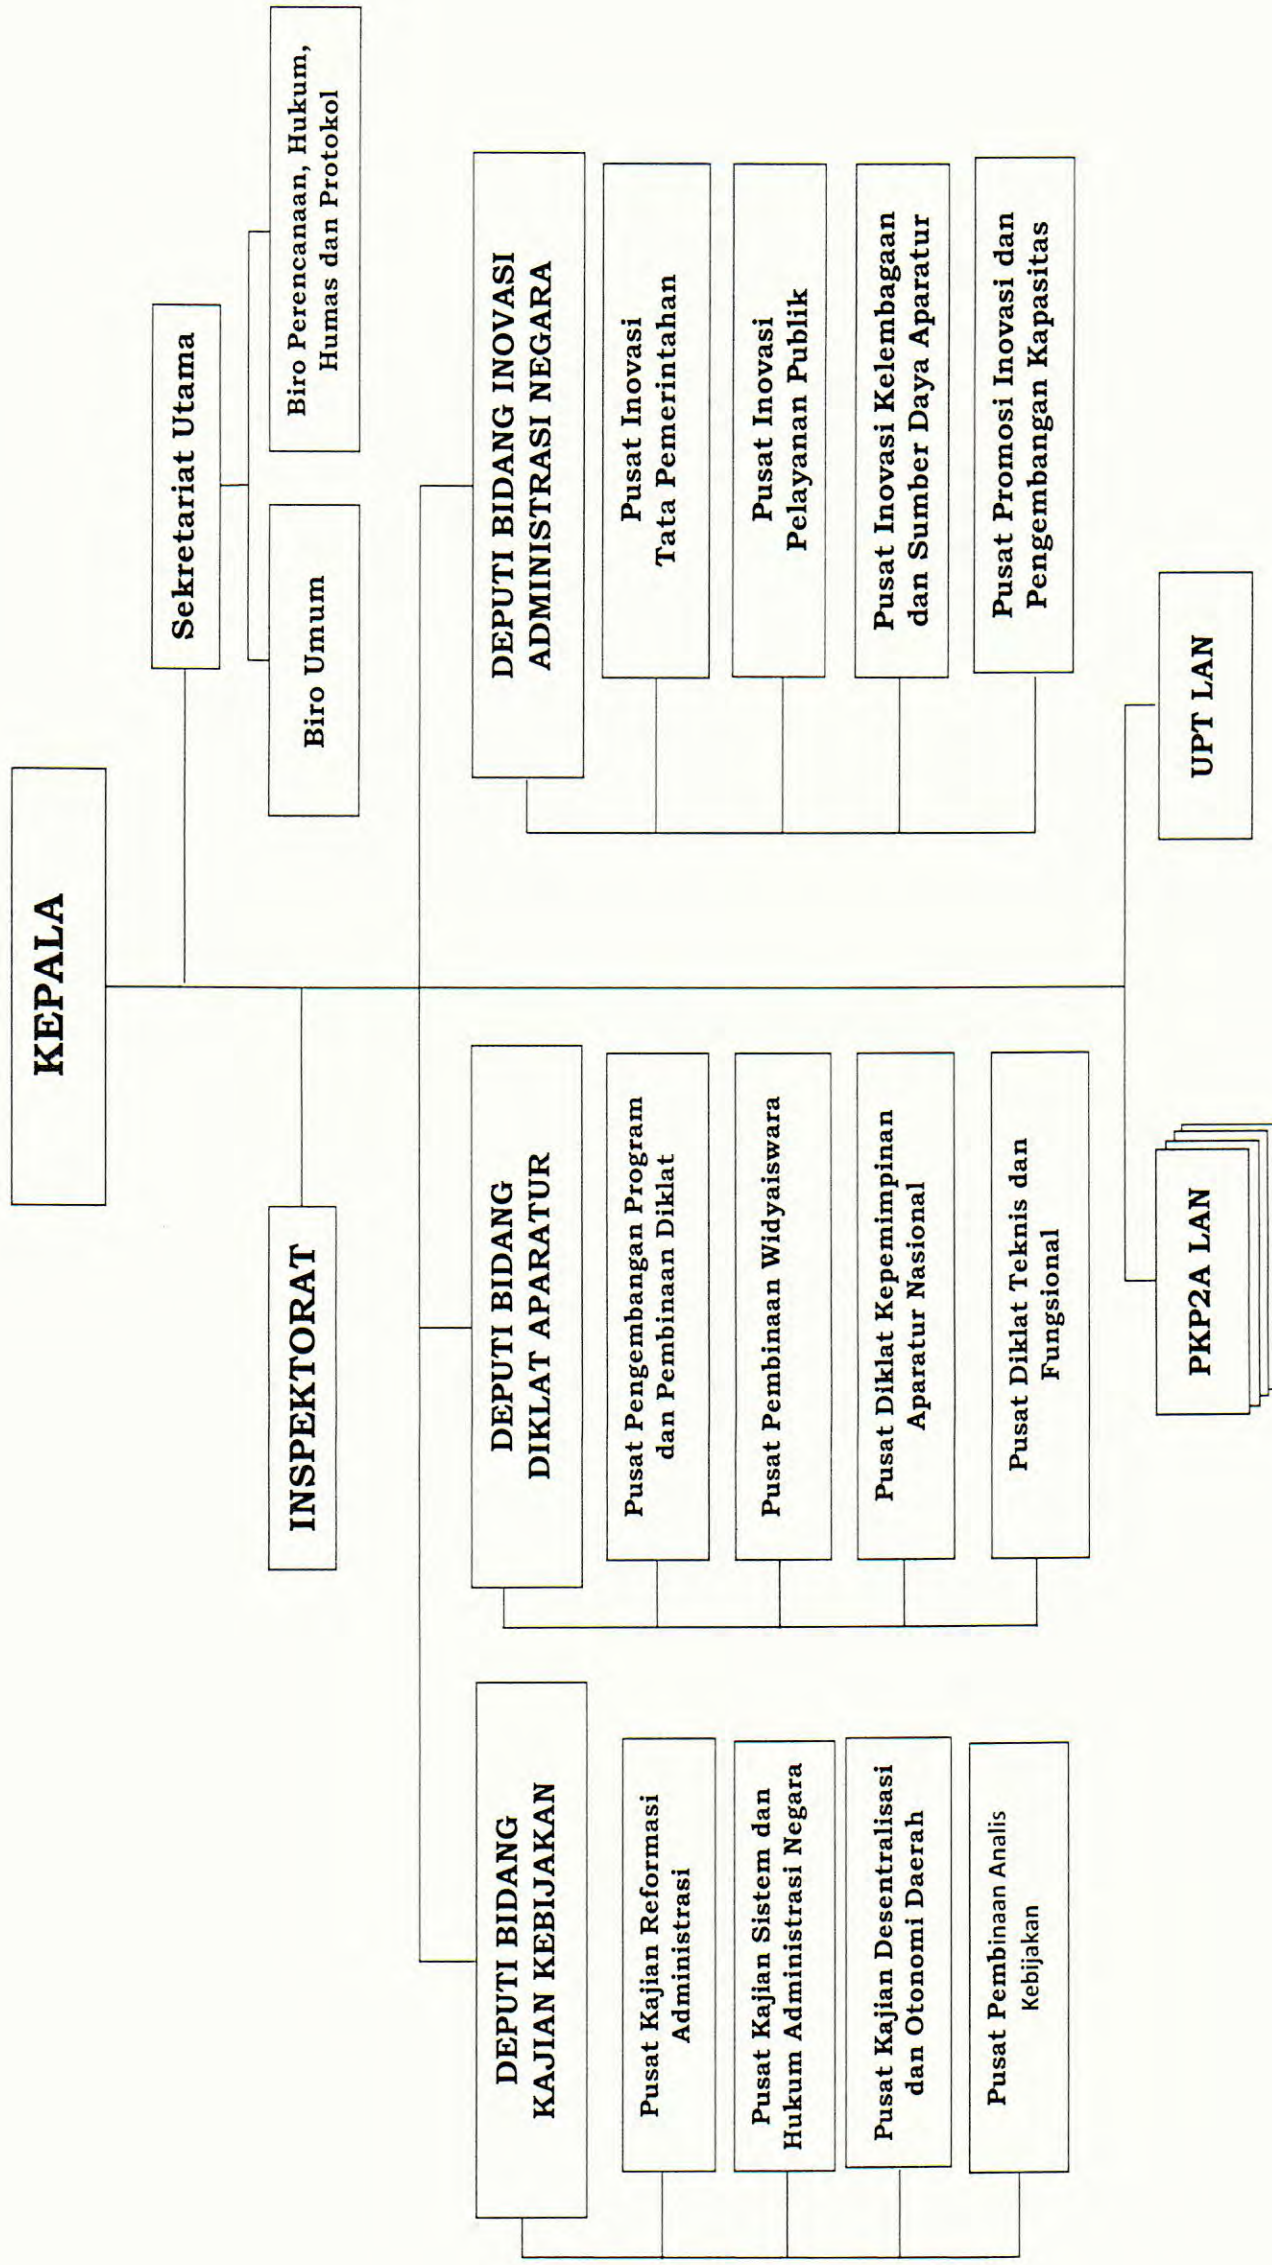 KEPALA
Sekretariat Utama
Biro Umum
Biro Perencanaan, Hukum,
Humas dan Protokol
INSPEKTORAT
DEPUTI BIDANG
KAJIAN KEBIJAKAN
Pusat Kajian Reformasi
Administrasi
Pusat Kajian Sistem dan
Hukum Administrasi Negara
Pusat Kajian Desentralisasi
dan Otonomi Daerah
Pusat Pembinaan Analis
Kebijakan
DEPUTI BIDANG
DIKLAT APARATUR
Pusat Pengembangan Program
dan Pembinaan Diklat
Pusat Pembinaan Widyaiswara
Pusat Diklat Kepemimpinan
Aparatur Nasional
Pusat Diklat Teknis dan
Fungsional
DEPUTI BIDANG INOVASI
ADMINISTRASI NEGARA
Pusat Inovasi
Tata Pemerintahan
Pusat Inovasi
Pelayanan Publik
Pusat Inovasi Kelembagaan
dan Sumber Daya Aparatur
Pusat Promosi Inovasi dan
Pengembangan Kapasitas
PKP2A LAN
UPT LAN